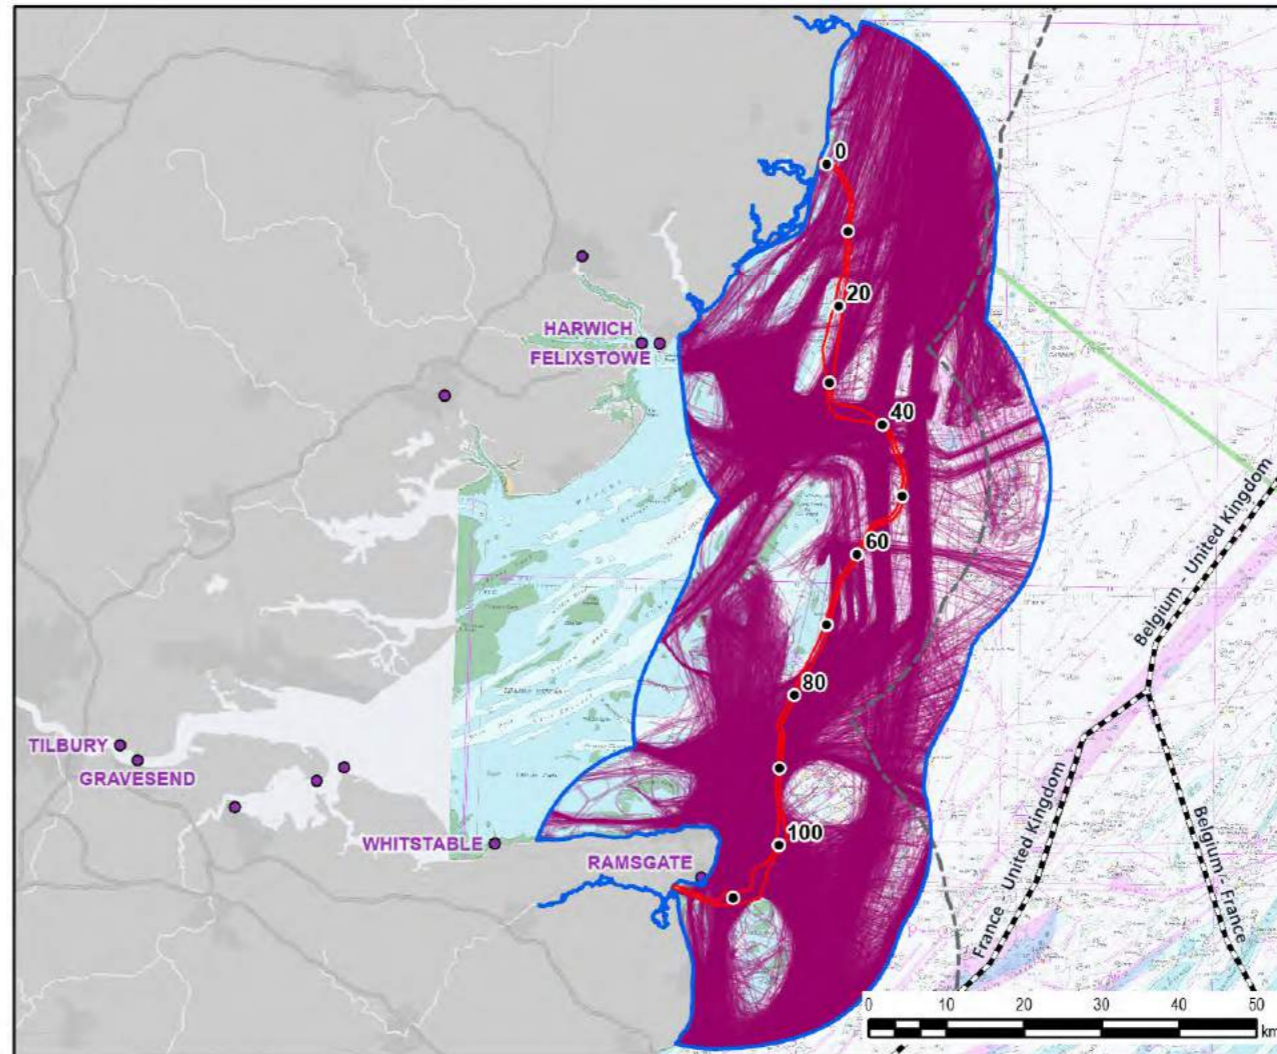 0
20
HARWICH
FELIXSTOWE
40
60
Belgium - United Kingdom
80
TILBURY
GRAVESEND
France - United Kingdom
Belgium - France
100
WHITSTABLE
RAMSGATE
0 10 20 30 40 50
km